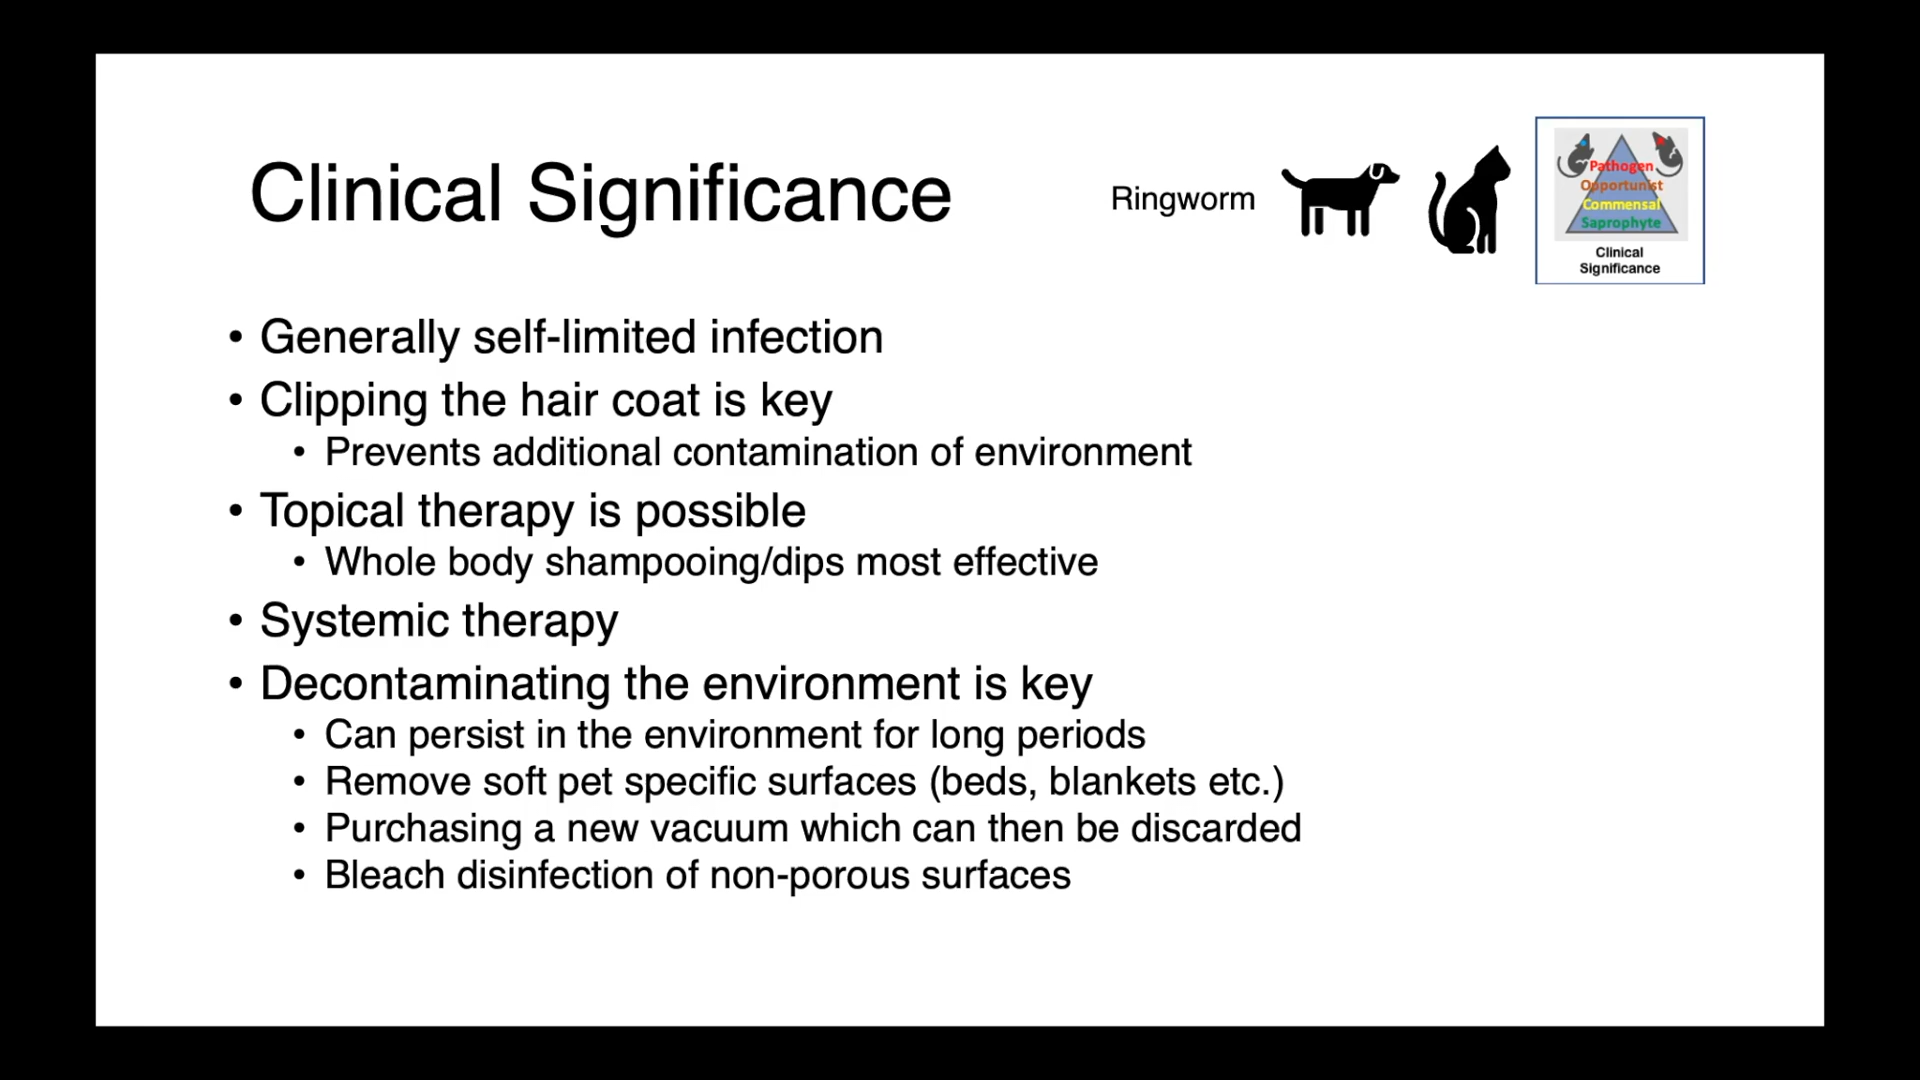 Clinical Significance
Ringworm
Pathogen
Opportunist
Commensal
Saprophyte
Clinical
Significance
• Generally self-limited infection
• Clipping the hair coat is key
• Prevents additional contamination of environment
• Topical therapy is possible
• Whole body shampooing/dips most effective
• Systemic therapy
• Decontaminating the environment is key
• Can persist in the environment for long periods
• Remove soft pet specific surfaces (beds, blankets etc.)
• Purchasing a new vacuum which can then be discarded
• Bleach disinfection of non-porous surfaces